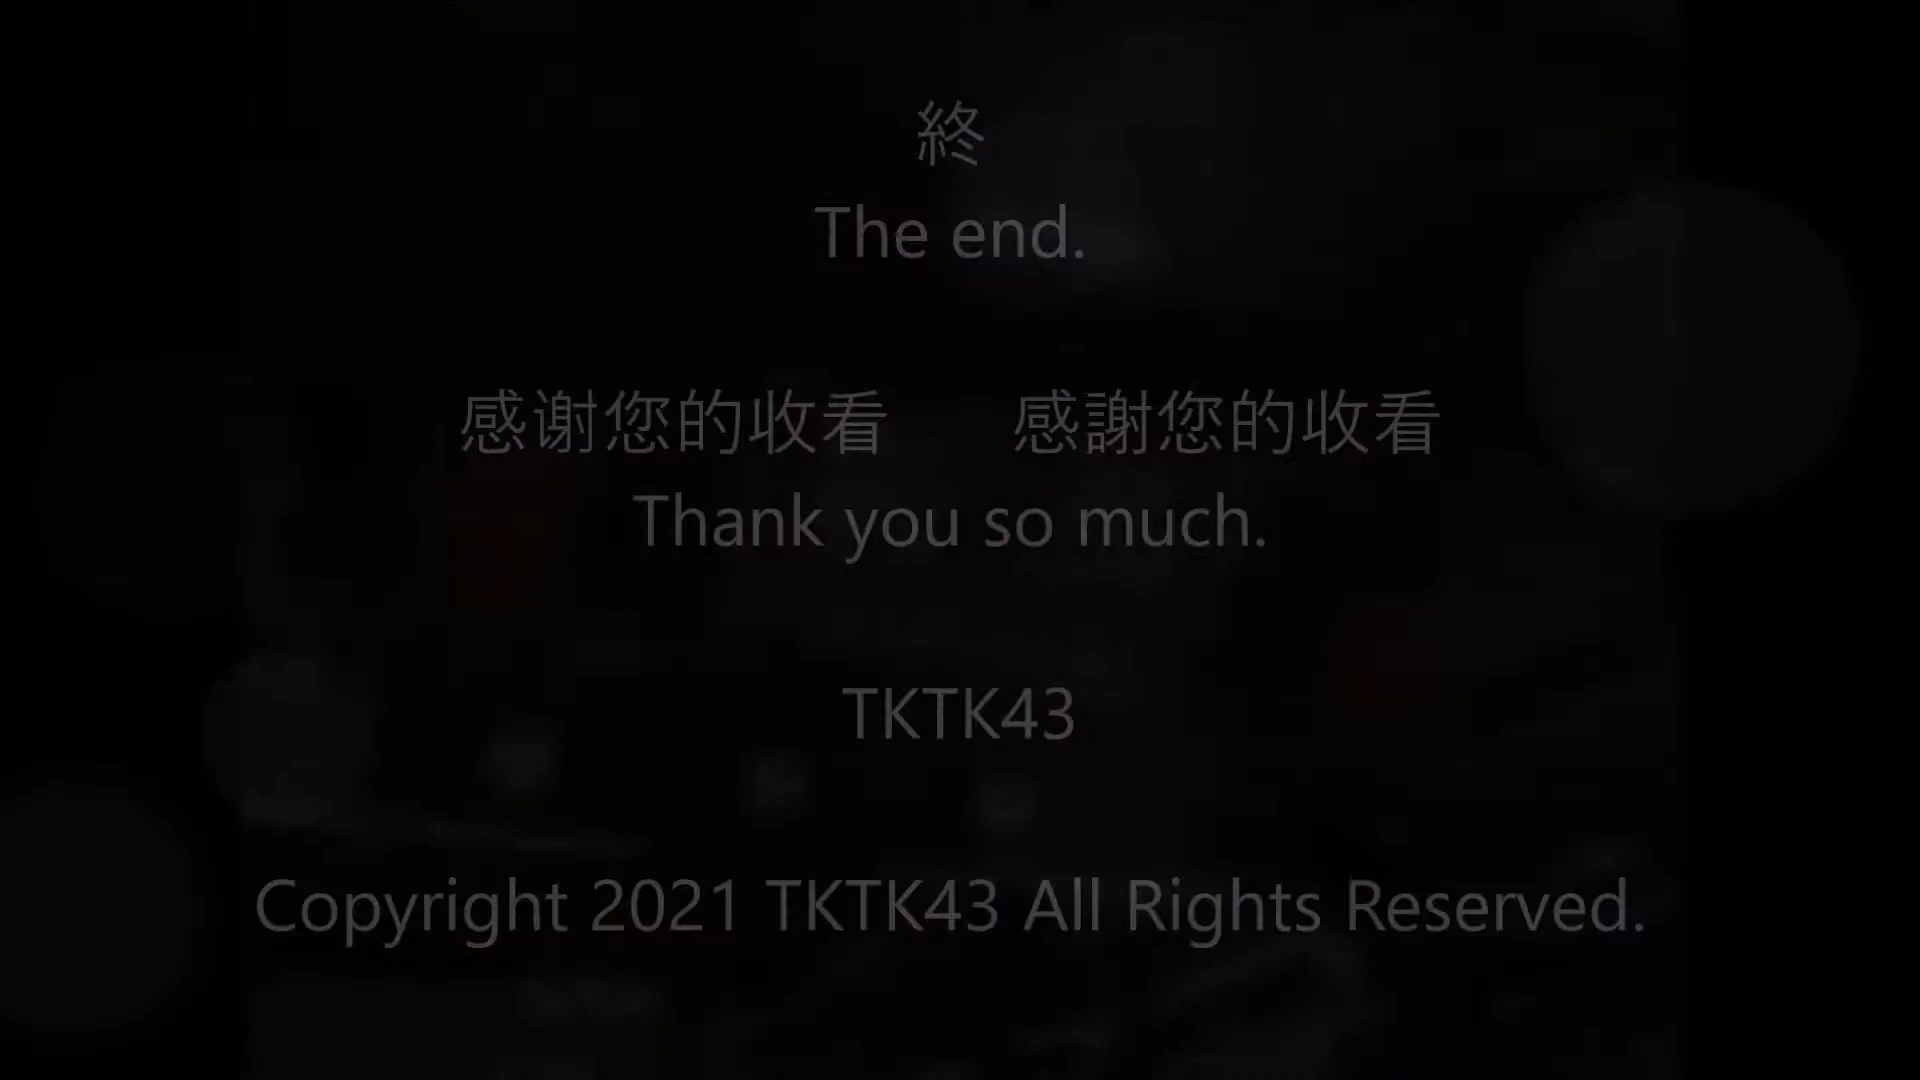 終
The end.
感谢您的收看 感謝您的收看
Thank you so much.
TKTK43
Copyright 2021 TKTK43 All Rights Reserved.